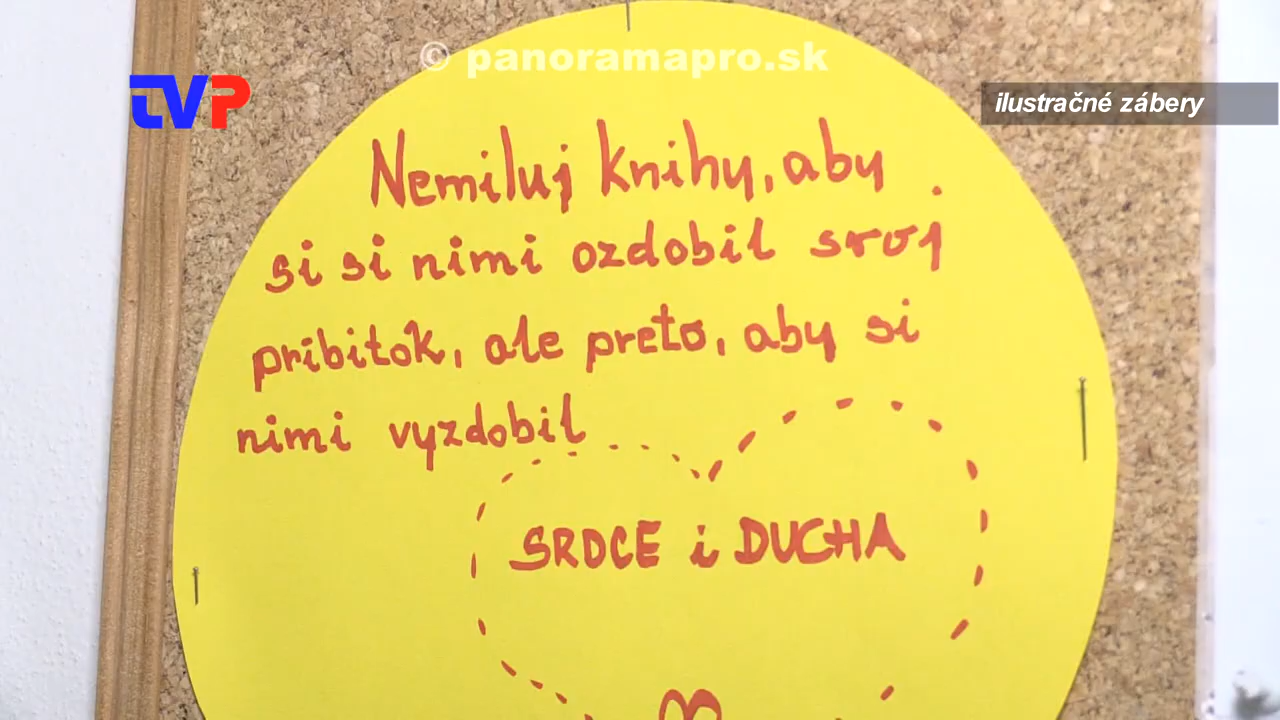 © panoramapro.sk
TVP
ilustračné zábery
Nemiluj knihy, aby
si si nimi ozdobil svoj
príbitok, ale preto, aby si
nimi vyzdobil...
SRDCE i DUCHA